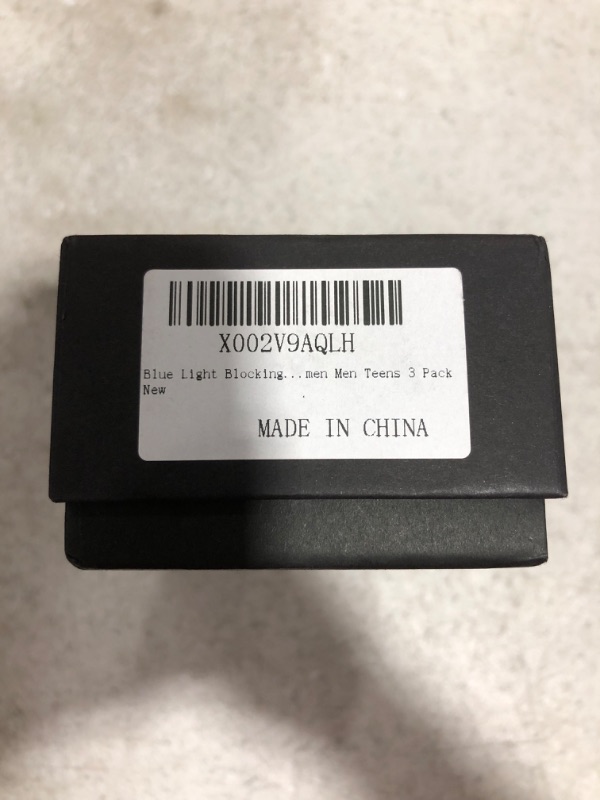 X002V9AQLH
Blue Light Blocking...men Men Teens 3 Pack
New
MADE IN CHINA